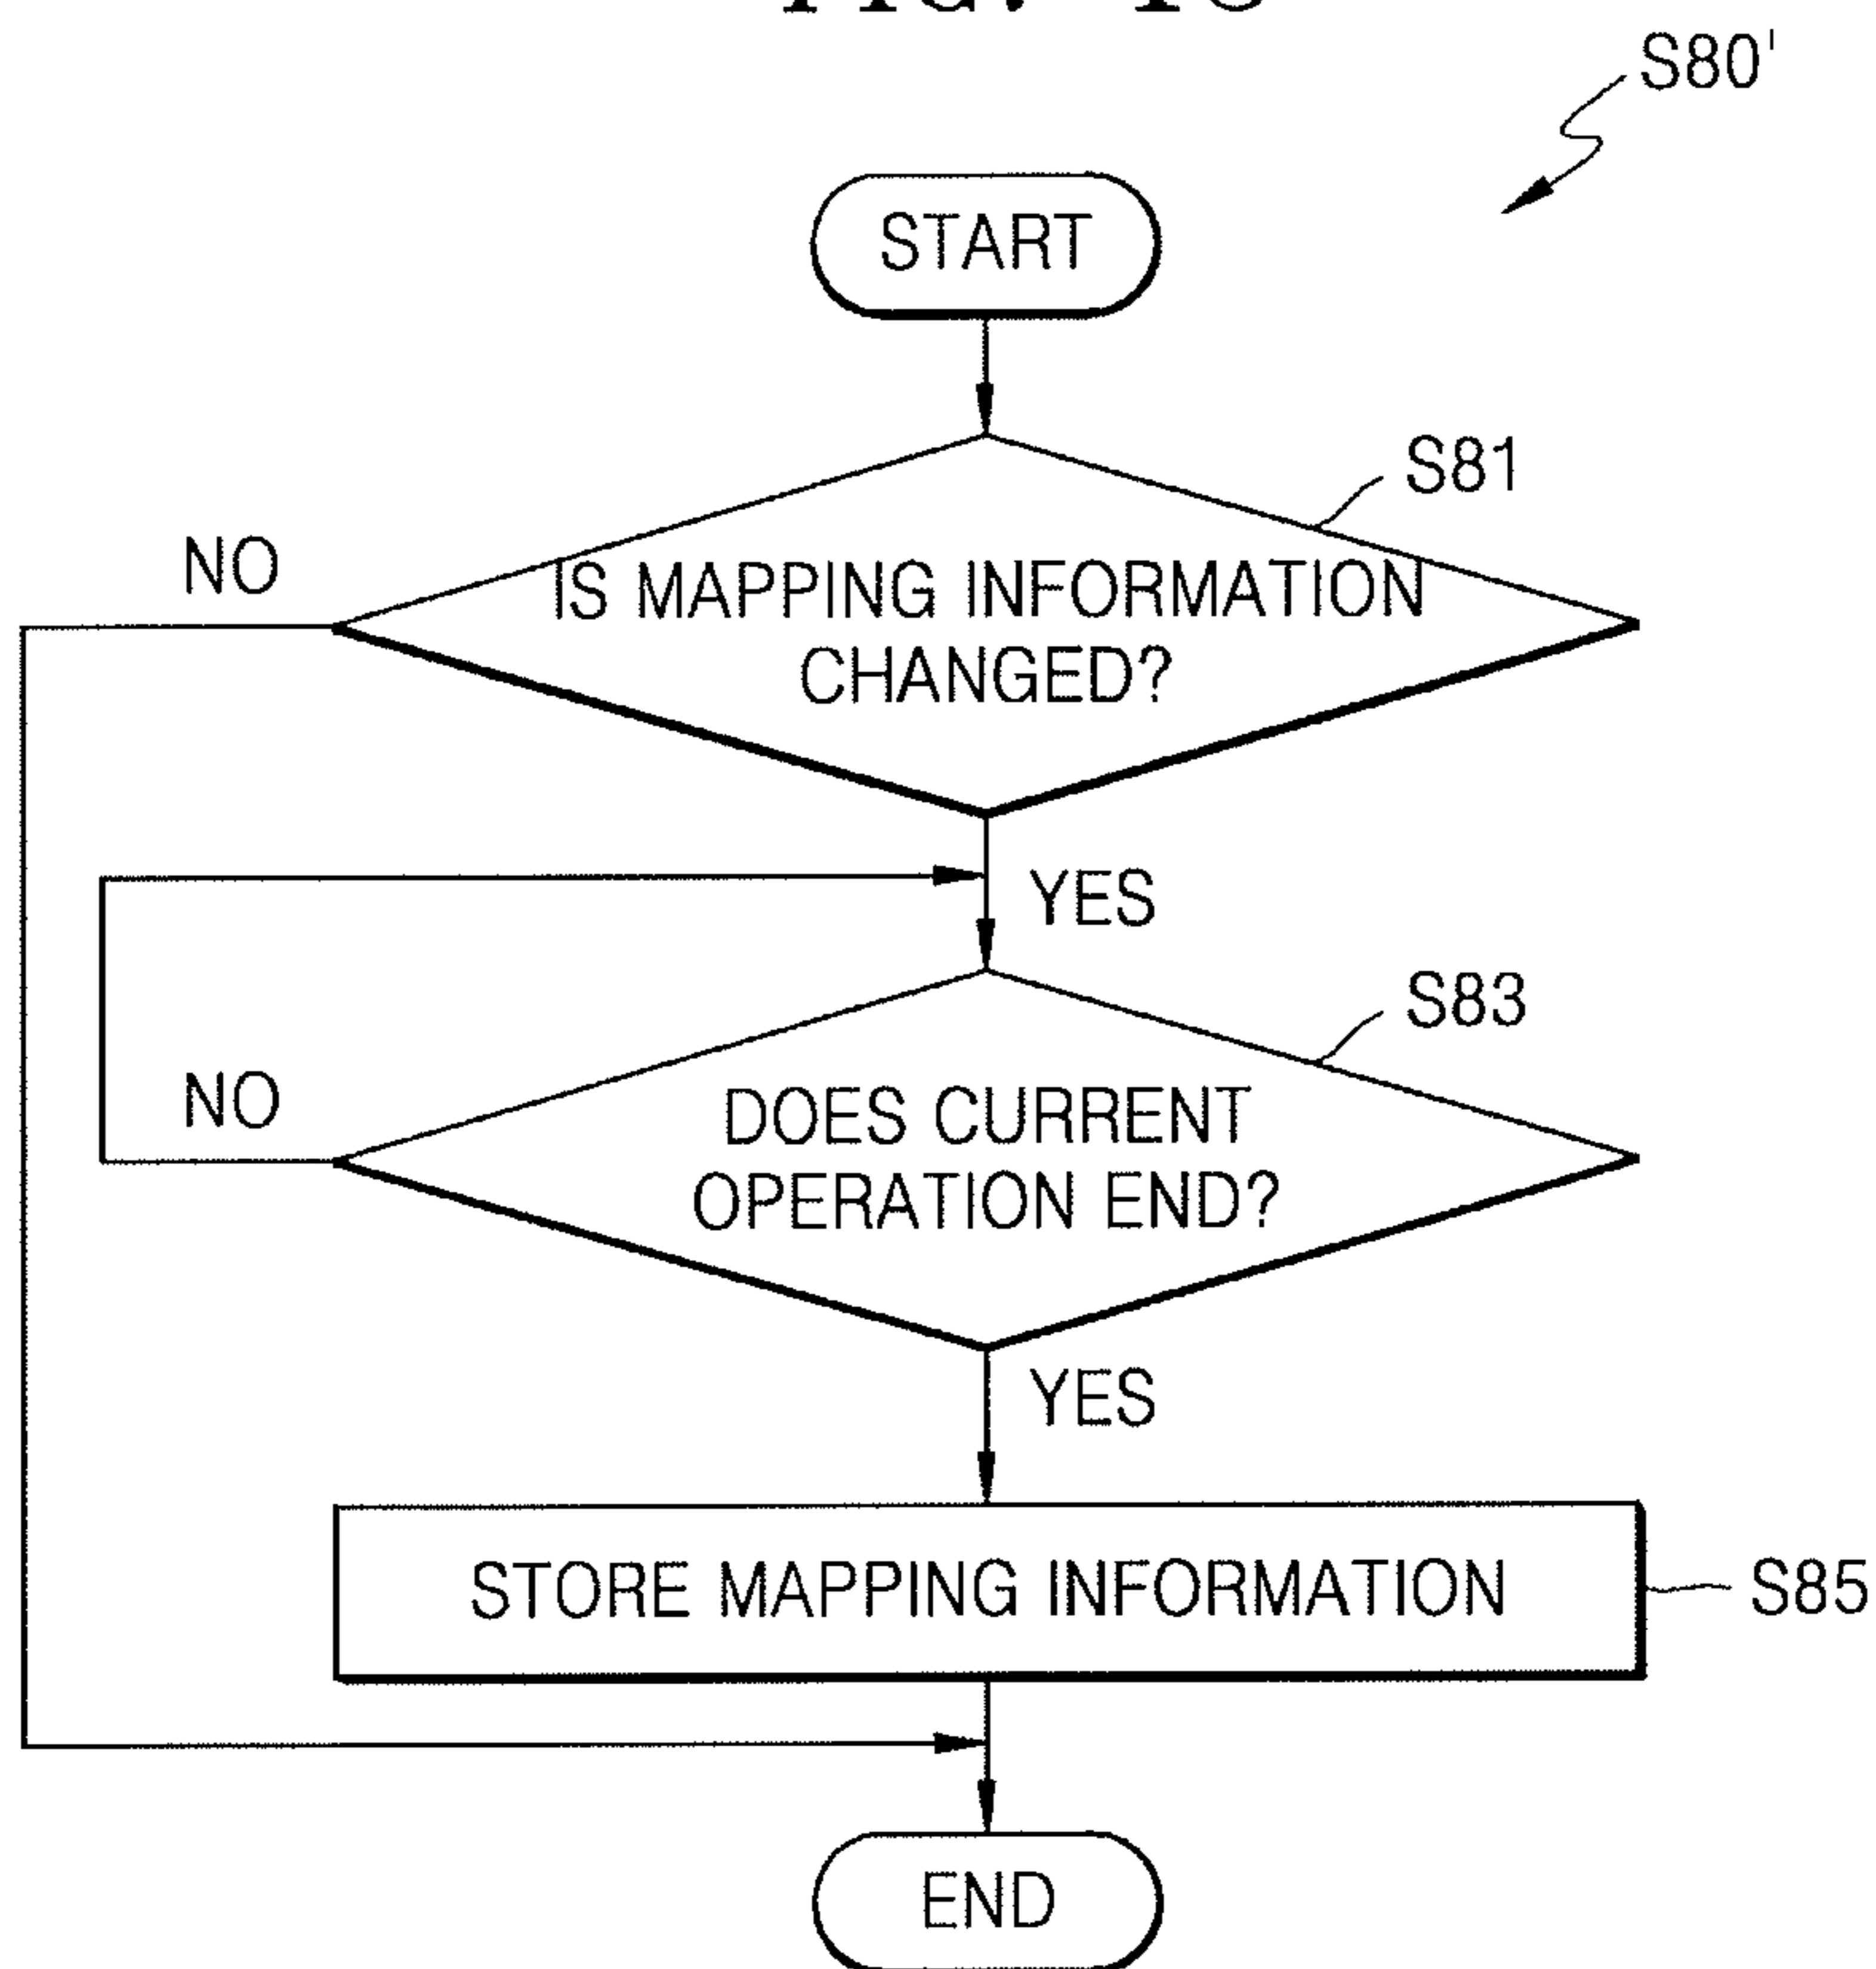 S80'
START
S81
NO
IS MAPPING INFORMATION
CHANGED?
YES
S83
NO
DOES CURRENT
OPERATION END?
YES
STORE MAPPING INFORMATION
S85
END